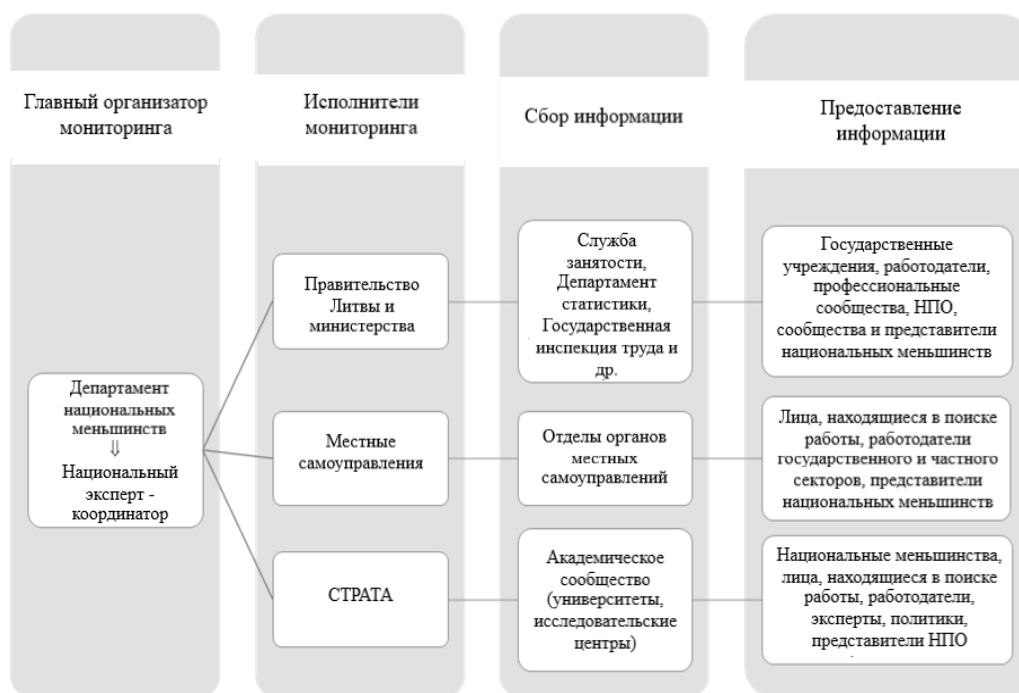 Главный организатор
мониторинга
Исполнители
мониторинга
Сбор информации
Предоставление
информации
Департамент
национальных
меньшинств
⇓
Национальный
эксперт -
координатор
Правительство
Литвы и
министерства
Местные
самоуправления
СТРАТА
Служба
занятости,
Департамент
статистики,
Государственная
инспекция труда и
др.
Отделы органов
местных
самоуправлений
Академическое
сообщество
(университеты,
исследовательские
центры)
Государственные
учреждения, работодатели,
профессиональные
сообщества, НПО,
сообщества и представители
национальных меньшинств
Лица, находящиеся в поиске
работы, работодатели
государственного и частного
секторов, представители
национальных меньшинств
Национальные меньшинства,
лица, находящиеся в поиске
работы, работодатели,
эксперты, политики,
представители НПО